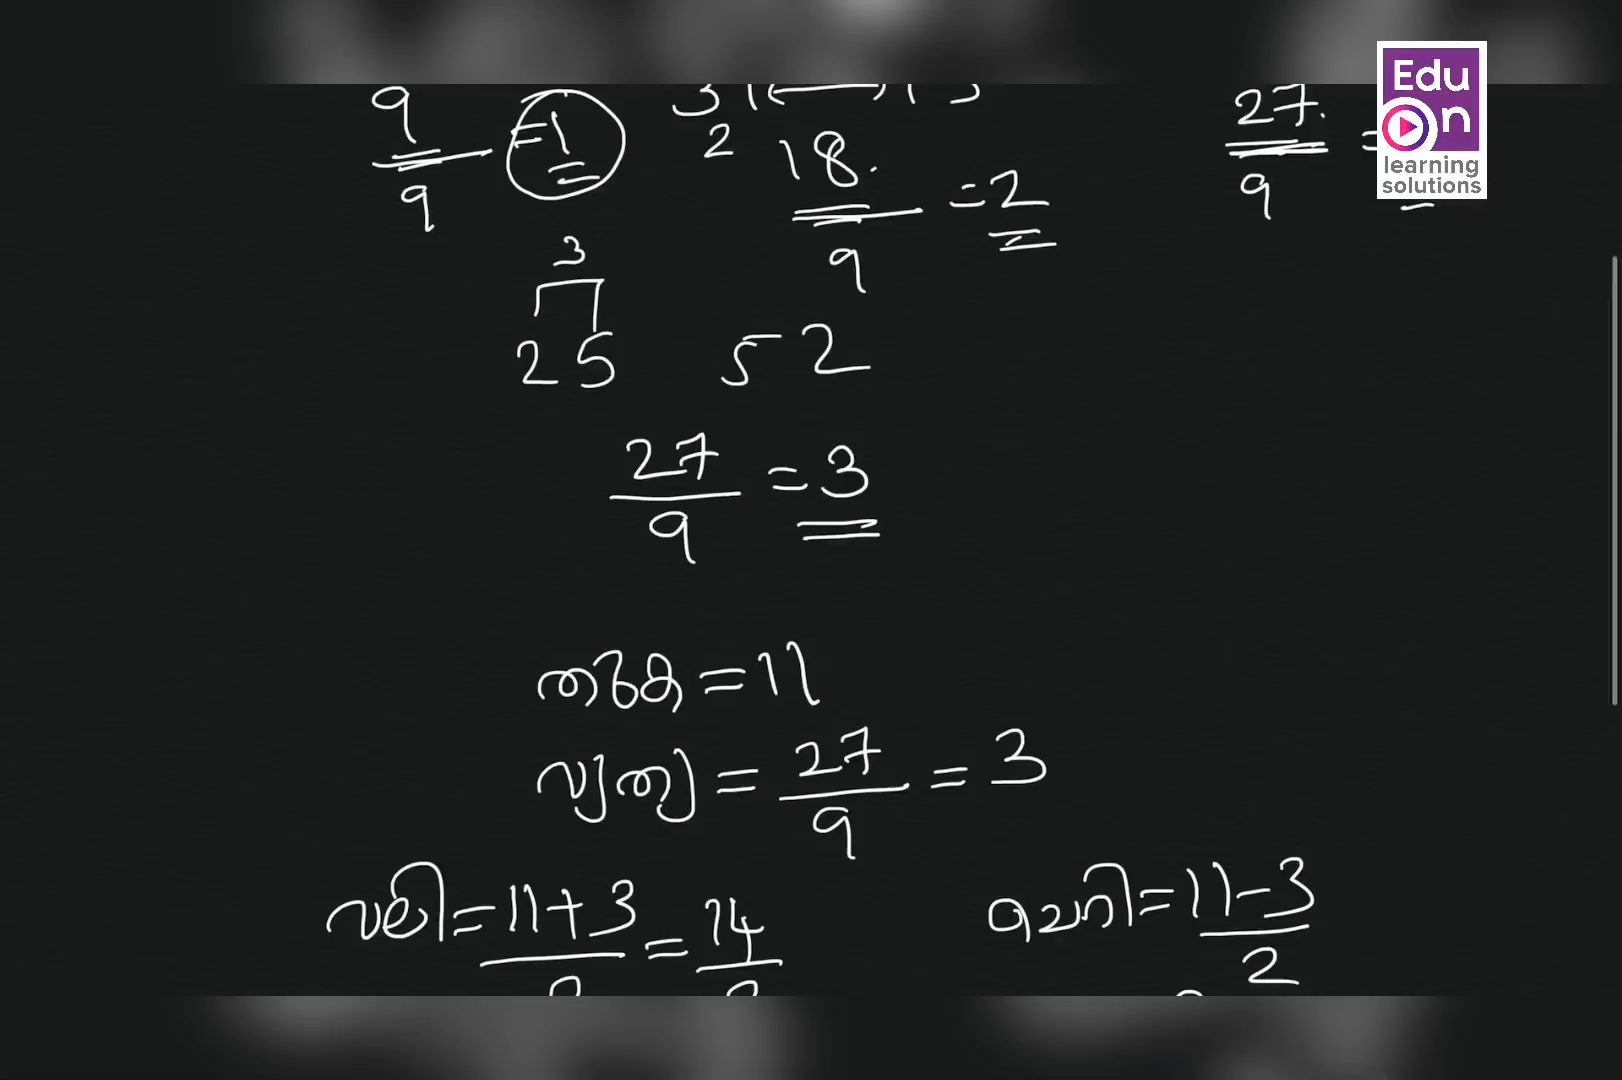 9/9 =1
2 18. /9 =2
27. /9 =
3
25 52
27/9 =3
തുക =11
വ്യത്യ = 27/9 = 3
വലി = 11+3 = 14
ചെറി = 11-3/2
Edu
On
learning
solutions